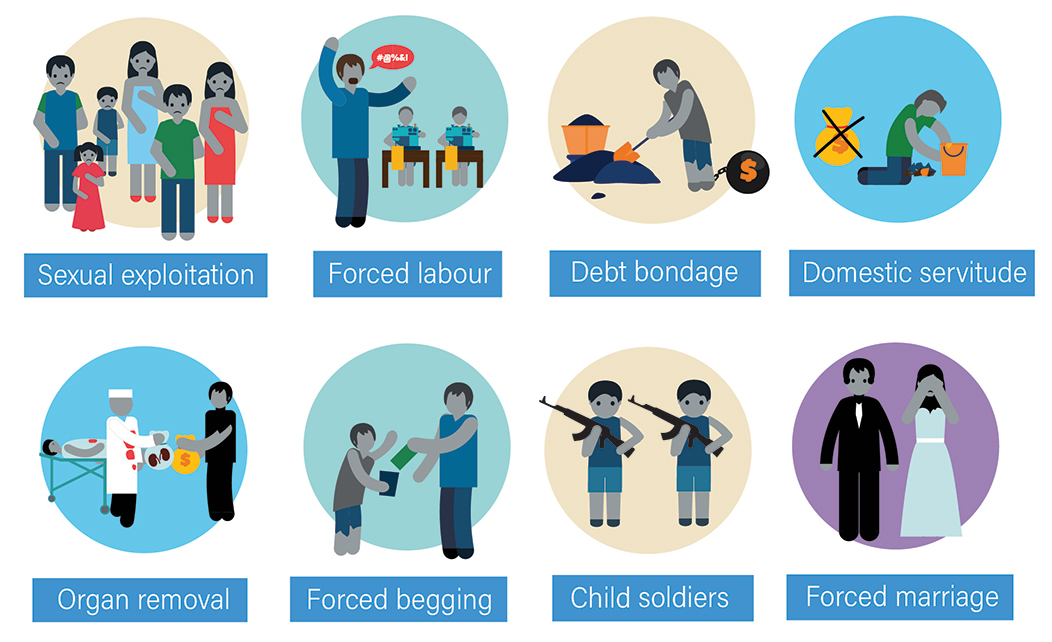 #@%&!
$
Sexual exploitation
Forced labour
Debt bondage
Domestic servitude
$
$
Organ removal
Forced begging
Child soldiers
Forced marriage